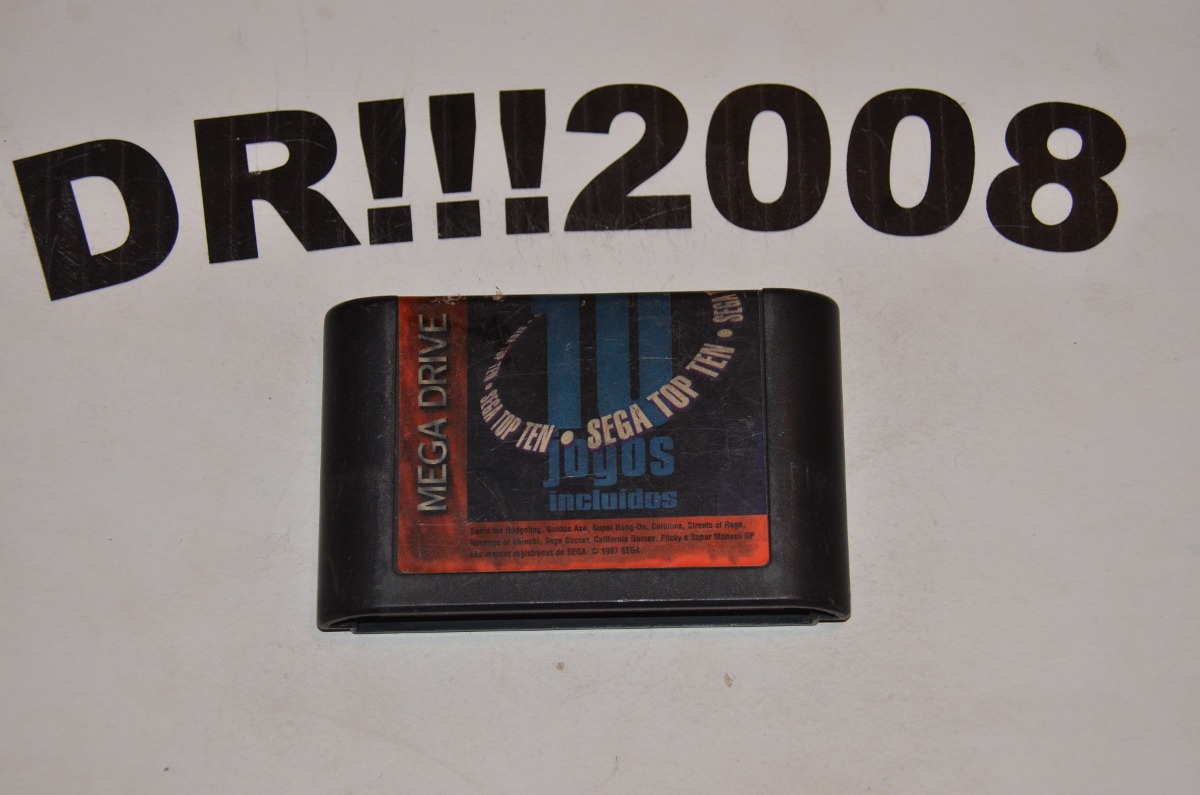 DR!!!2008
MEGA DRIVE
10
SEGA TOP TEN • SEGA TOP TEN • SEGA
jogos
incluídos
Sonic the Hedgehog, Golden Axe, Super Hang-On, Columns, Streets of Rage,
Revenge of Shinobi, Sega Soccer, California Games, Flicky e Super Monaco GP
são marcas registradas de SEGA. © 1997 SEGA.